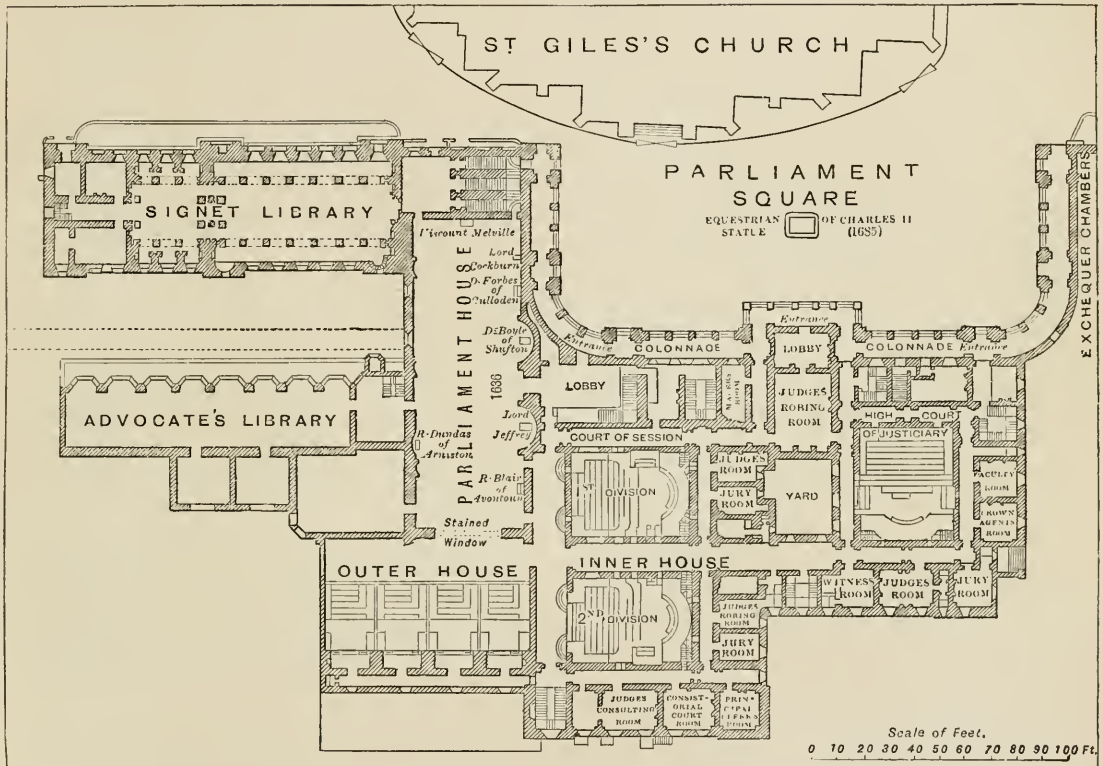 ST. GILES'S CHURCH
PARLIAMENT
SQUARE
EQUESTRIAN OF CHARLES II
STATUE (1685)
EXCHEQUER CHAMBERS
SIGNET LIBRARY
Viscount Melville
Lord
Cockburn
D. Forbes
of
Culloden
PARLIAMENT HOUSE
1636
Ds Boyle
of
Shufton
Entrance
COLONNADE
Entrance
LOBBY
COLONNADE Entrance
LOBBY
JUDGES
ROBING
ROOM
ADVOCATE'S LIBRARY
R. Dundas
of
Arniston
Lord
Jeffrey
COURT OF SESSION
HIGH COURT
OF JUSTICIARY
R. Blair
of
Avontoun
1ST DIVISION
JUDGES
ROOM
JURY
ROOM
YARD
FACULTY
ROOM
CROWN
AGENTS
ROOM
Stained
Window
OUTER HOUSE
INNER HOUSE
WITNESS
ROOM
JUDGES
ROOM
JURY
ROOM
2ND DIVISION
JUDGES
ROBING
ROOM
JURY
ROOM
JUDGES
CONSULTING
ROOM
CONSIST-
ORIAL
COURT
ROOM
PRIN-
CIPAL
CLERKS
ROOM
Scale of Feet.
0 10 20 30 40 50 60 70 80 90 100 Ft.